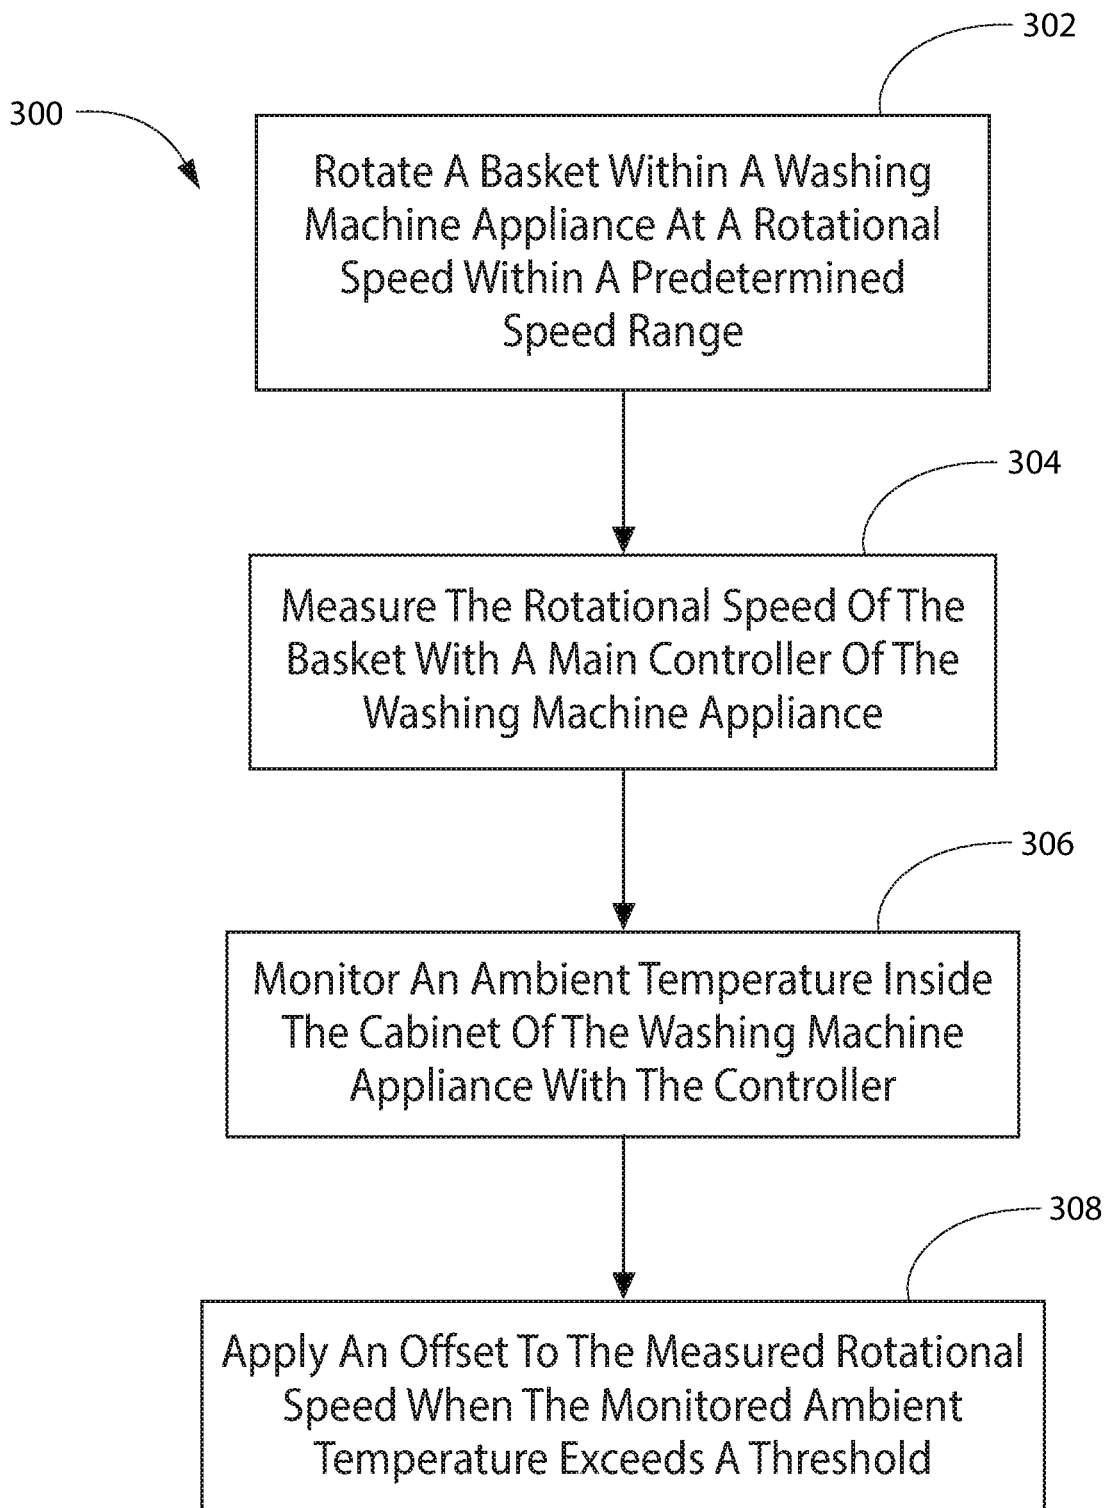 302
300
Rotate A Basket Within A Washing
Machine Appliance At A Rotational
Speed Within A Predetermined
Speed Range
304
Measure The Rotational Speed Of The
Basket With A Main Controller Of The
Washing Machine Appliance
306
Monitor An Ambient Temperature Inside
The Cabinet Of The Washing Machine
Appliance With The Controller
308
Apply An Offset To The Measured Rotational
Speed When The Monitored Ambient
Temperature Exceeds A Threshold